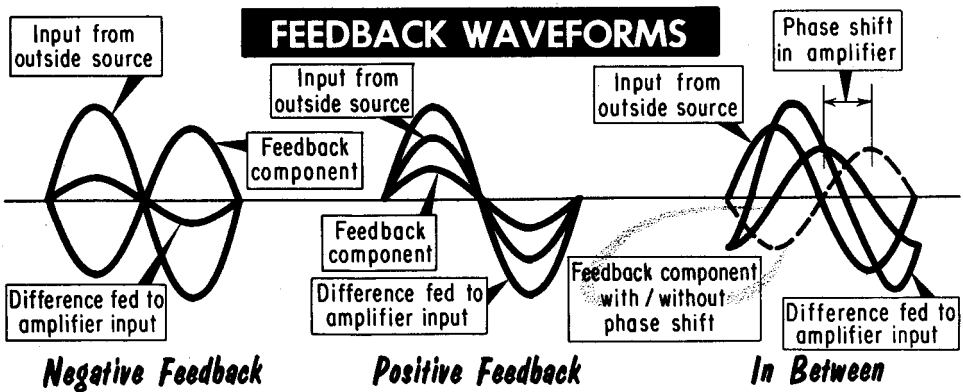 FEEDBACK WAVEFORMS
Input from
outside source
Feedback
component
Difference fed to
amplifier input
Negative Feedback
Input from
outside source
Feedback
component
Difference fed to
amplifier input
Positive Feedback
Phase shift
in amplifier
Input from
outside source
Feedback component
with / without
phase shift
Difference fed to
amplifier input
In Between